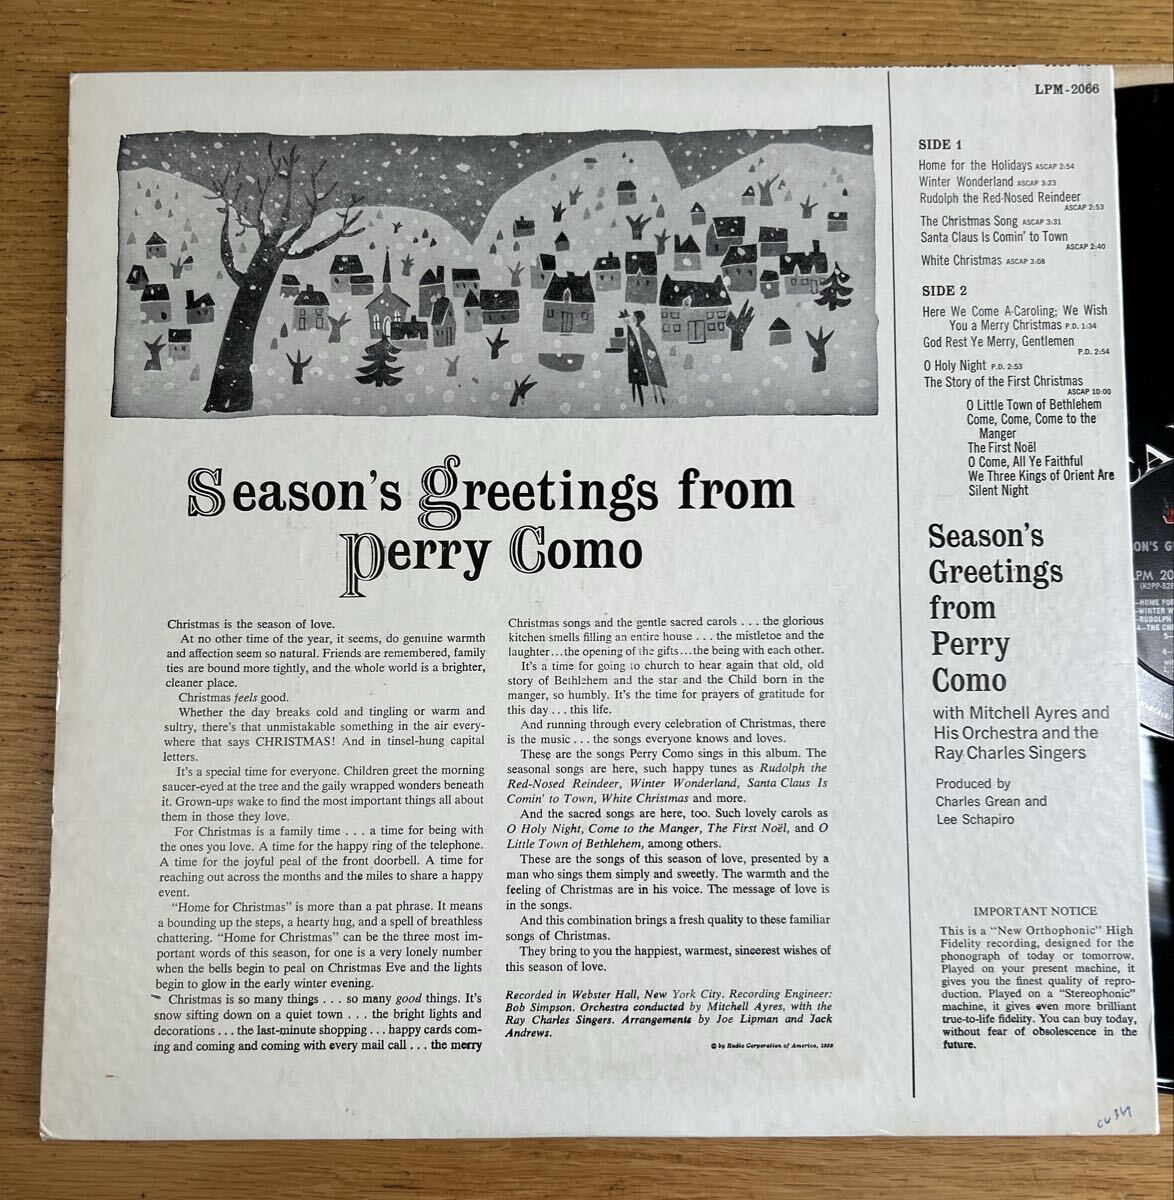 LPM-2066
SIDE 1
Home for the Holidays ASCAP 2:54
Winter Wonderland ASCAP 3:23
Rudolph the Red-Nosed Reindeer
ASCAP 2:53
The Christmas Song ASCAP 3:31
Santa Claus Is Comin' to Town
ASCAP 2:40
White Christmas ASCAP 3:08
SIDE 2
Here We Come A-Caroling; We Wish
You a Merry Christmas P.D. 1:34
God Rest Ye Merry, Gentlemen
P.D. 2:54
O Holy Night P.D. 2:53
The Story of the First Christmas
ASCAP 10:00
O Little Town of Bethlehem
Come, Come, Come to the
Manger
The First Noël
O Come, All Ye Faithful
We Three Kings of Orient Are
Silent Night
Season's Greetings from
Perry Como
Christmas is the season of love.
At no other time of the year, it seems, do genuine warmth
and affection seem so natural. Friends are remembered, family
ties are bound more tightly, and the whole world is a brighter,
cleaner place.
Christmas feels good.
Whether the day breaks cold and tingling or warm and
sultry, there's that unmistakable something in the air every-
where that says CHRISTMAS! And in tinsel-hung capital
letters.
It's a special time for everyone. Children greet the morning
saucer-eyed at the tree and the gaily wrapped wonders beneath
it. Grown-ups wake to find the most important things all about
them in those they love.
For Christmas is a family time . . . a time for being with
the ones you love. A time for the happy ring of the telephone.
A time for the joyful peal of the front doorbell. A time for
reaching out across the months and the miles to share a happy
event.
"Home for Christmas" is more than a pat phrase. It means
a bounding up the steps, a hearty hug, and a spell of breathless
chattering. "Home for Christmas" can be the three most im-
portant words of this season, for one is a very lonely number
when the bells begin to peal on Christmas Eve and the lights
begin to glow in the early winter evening.
Christmas is so many things . . . so many good things. It's
snow sifting down on a quiet town . . . the bright lights and
decorations . . . the last-minute shopping . . . happy cards com-
ing and coming and coming with every mail call . . . the merry
Christmas songs and the gentle sacred carols . . . the glorious
kitchen smells filling an entire house . . . the mistletoe and the
laughter...the opening of the gifts...the being with each other.
It's a time for going to church to hear again that old, old
story of Bethlehem and the star and the Child born in the
manger, so humbly. It's the time for prayers of gratitude for
this day . . . this life.
And running through every celebration of Christmas, there
is the music . . . the songs everyone knows and loves.
These are the songs Perry Como sings in this album. The
seasonal songs are here, such happy tunes as Rudolph the
Red-Nosed Reindeer, Winter Wonderland, Santa Claus Is
Comin' to Town, White Christmas and more.
And the sacred songs are here, too. Such lovely carols as
O Holy Night, Come to the Manger, The First Noël, and O
Little Town of Bethlehem, among others.
These are the songs of this season of love, presented by a
man who sings them simply and sweetly. The warmth and the
feeling of Christmas are in his voice. The message of love is
in the songs.
And this combination brings a fresh quality to these familiar
songs of Christmas.
They bring to you the happiest, warmest, sincerest wishes of
this season of love.
Recorded in Webster Hall, New York City. Recording Engineer:
Bob Simpson. Orchestra conducted by Mitchell Ayres, with the
Ray Charles Singers. Arrangements by Joe Lipman and Jack
Andrews.
© by Radio Corporation of America, 1959
Season's
Greetings
from
Perry
Como
with Mitchell Ayres and
His Orchestra and the
Ray Charles Singers
Produced by
Charles Grean and
Lee Schapiro
IMPORTANT NOTICE
This is a "New Orthophonic" High
Fidelity recording, designed for the
phonograph of today or tomorrow.
Played on your present machine, it
gives you the finest quality of repro-
duction. Played on a "Stereophonic"
machine, it gives even more brilliant
true-to-life fidelity. You can buy today,
without fear of obsolescence in the
future.
ON'S G
PM 20
-HOME FOR
-WINTER W
-RUDOLPH
4-THE CH